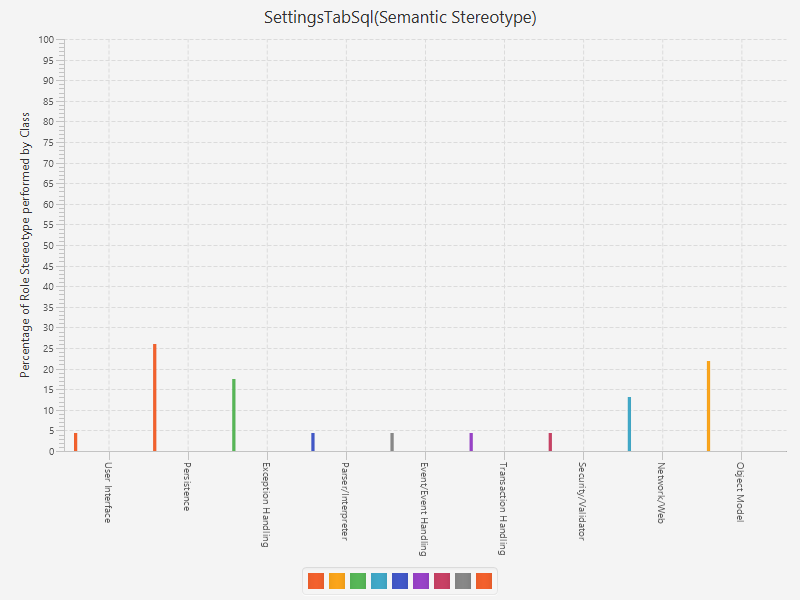 SettingsTabSql(Semantic Stereotype)
Percentage of Role Stereotype performed by Class
100
95
90
85
80
75
70
65
60
55
50
45
40
35
30
25
20
15
10
5
0
User Interface
Persistence
Exception Handling
Parser/Interpreter
Event/Event Handling
Transaction Handling
Security/Validator
Network/Web
Object Model